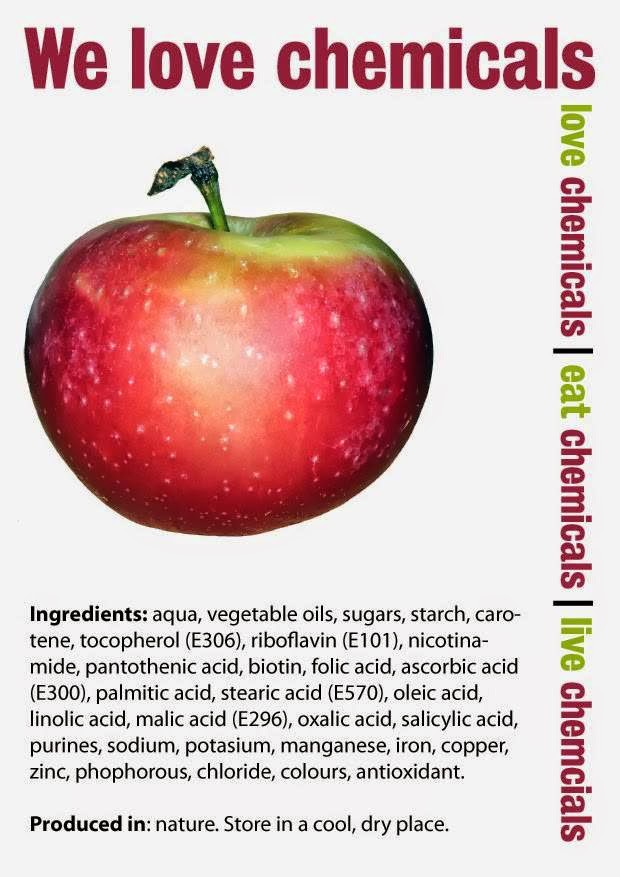 We love chemicals
love chemicals | eat chemicals | live chemcials
Ingredients: aqua, vegetable oils, sugars, starch, caro-
tene, tocopherol (E306), riboflavin (E101), nicotina-
mide, pantothenic acid, biotin, folic acid, ascorbic acid
(E300), palmitic acid, stearic acid (E570), oleic acid,
linolic acid, malic acid (E296), oxalic acid, salicylic acid,
purines, sodium, potasium, manganese, iron, copper,
zinc, phophorous, chloride, colours, antioxidant.
Produced in: nature. Store in a cool, dry place.